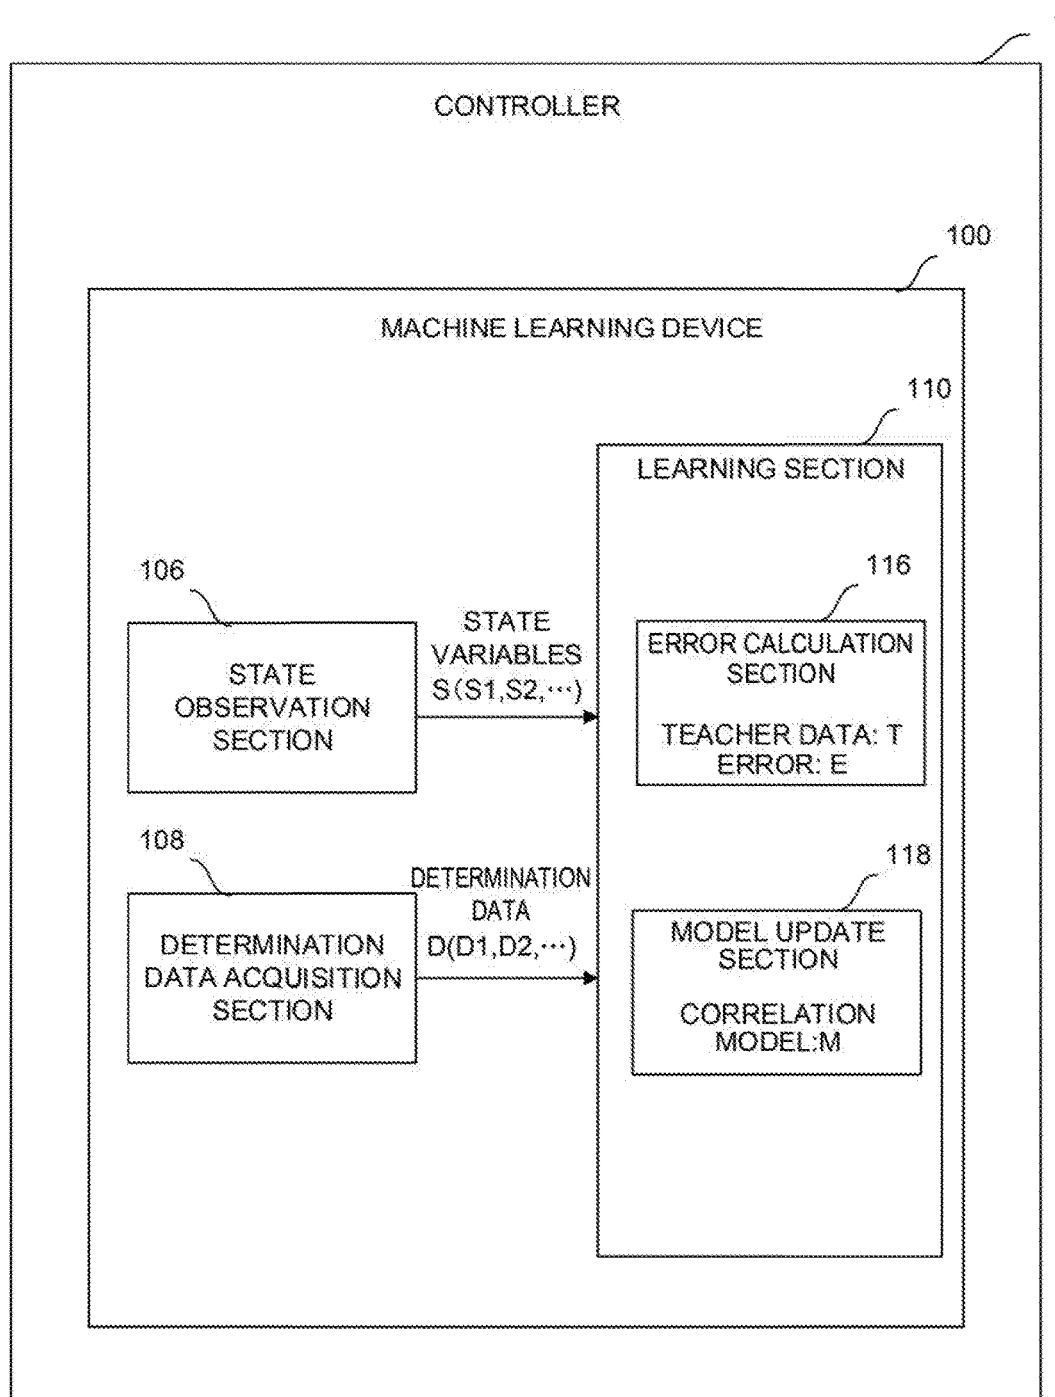 CONTROLLER
100
MACHINE LEARNING DEVICE
110
LEARNING SECTION
106
STATE
OBSERVATION
SECTION
STATE
VARIABLES
S(S1,S2,…)
116
ERROR CALCULATION
SECTION
TEACHER DATA: T
ERROR: E
108
DETERMINATION
DATA ACQUISITION
SECTION
DETERMINATION
DATA
D(D1,D2,…)
118
MODEL UPDATE
SECTION
CORRELATION
MODEL:M